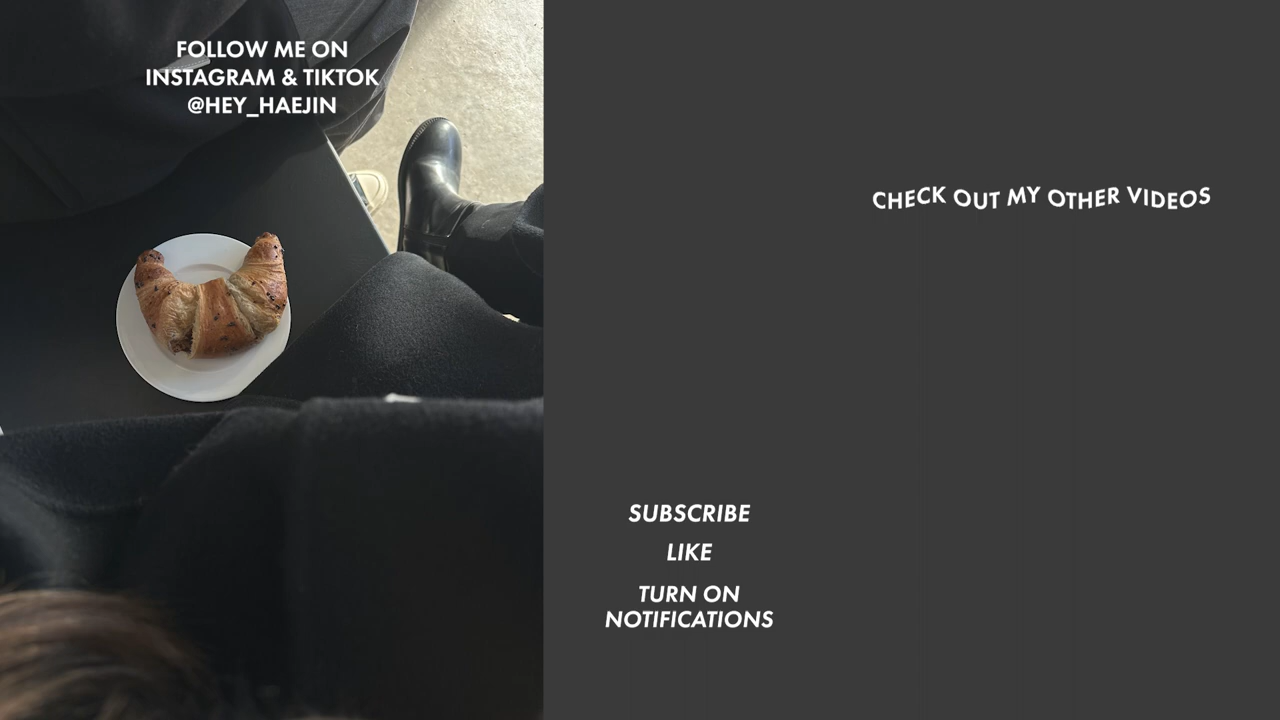 FOLLOW ME ON
INSTAGRAM & TIKTOK
@HEY_HAEJIN
CHECK OUT MY OTHER VIDEOS
SUBSCRIBE
LIKE
TURN ON
NOTIFICATIONS